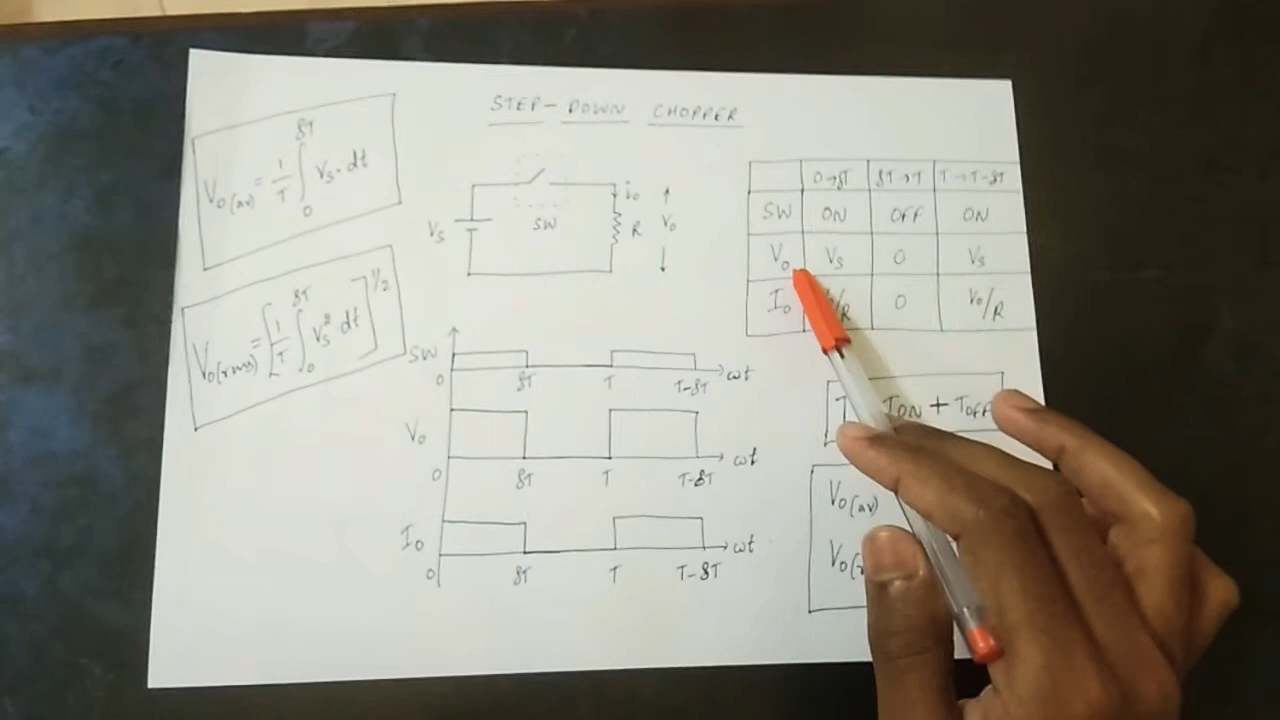 STEP-DOWN CHOPPER
V₀(av) = 1/T ∫₀^δT Vs. dt
V₀(rms) = [1/T ∫₀^δT Vs² dt]^1/2
Vs
SW
i₀
R
V₀
0→δT δT→T T→T-δT
SW ON OFF ON
V₀ Vs 0 Vs
I₀ /R 0 V₀/R
SW
0 δT T T-δT ωt
V₀
0 δT T T-δT ωt
I₀
0 δT T T-δT ωt
T TON + TOFF
V₀(av)
V₀(